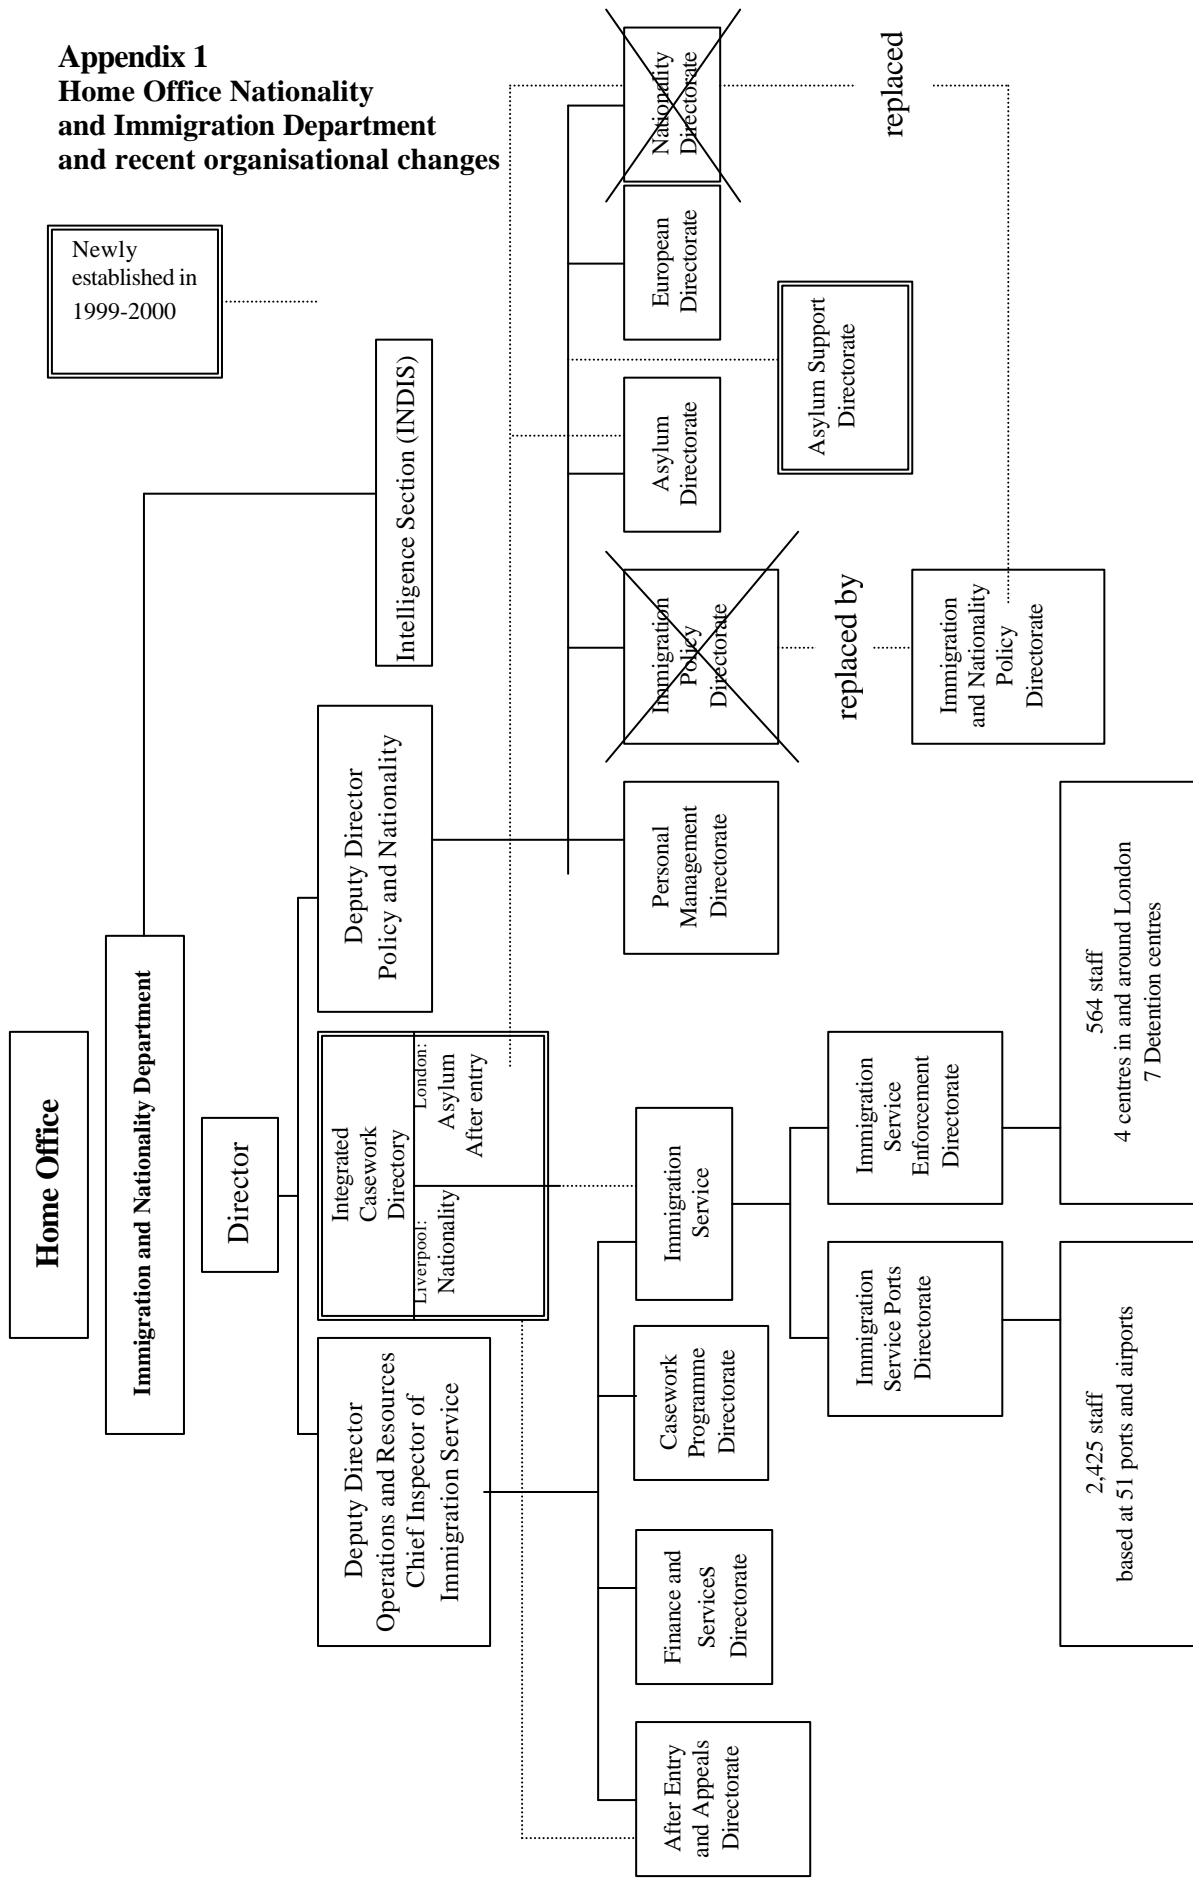 Appendix 1
Home Office Nationality
and Immigration Department
and recent organisational changes
Newly
established in
1999-2000
Home Office
Immigration and Nationality Department
Director
Intelligence Section (INDIS)
Deputy Director
Operations and Resources
Chief Inspector of
Immigration Service
Integrated
Casework
Directory
Liverpool:
Nationality
London:
Asylum
After entry
Deputy Director
Policy and Nationality
After Entry
and Appeals
Directorate
Finance and
Services
Directorate
Casework
Programme
Directorate
Immigration
Service
Personal
Management
Directorate
Immigration
Policy
Directorate
Asylum
Directorate
European
Directorate
Nationality
Directorate
Asylum Support
Directorate
replaced by
replaced
Immigration
and Nationality
Policy
Directorate
Immigration
Service Ports
Directorate
Immigration
Service
Enforcement
Directorate
2,425 staff
based at 51 ports and airports
564 staff
4 centres in and around London
7 Detention centres